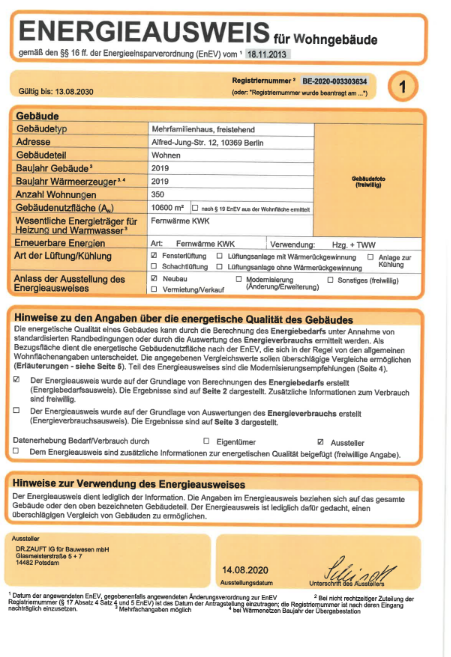 ENERGIEAUSWEIS für Wohngebäude
gemäß den §§ 16 ff. der Energieeinsparverordnung (EnEV) vom ¹ 18.11.2013
Gültig bis: 13.08.2030
Registriernummer ² BE-2020-003303634
(oder: "Registriernummer wurde beantragt am ...")
1
Gebäude
Gebäudetyp Mehrfamilienhaus, freistehend
Adresse Alfred-Jung-Str. 12, 10369 Berlin
Gebäudeteil Wohnen
Baujahr Gebäude ³ 2019
Baujahr Wärmeerzeuger ³, ⁴ 2019
Anzahl Wohnungen 350
Gebäudenutzfläche (A_N) 10600 m² ☐ nach § 19 EnEV aus der Wohnfläche ermittelt
Wesentliche Energieträger für Heizung und Warmwasser ³ Fernwärme KWK
Erneuerbare Energien Art: Fernwärme KWK Verwendung: Hzg. + TWW
Art der Lüftung/Kühlung ☑ Fensterlüftung ☐ Lüftungsanlage mit Wärmerückgewinnung ☐ Anlage zur Kühlung
☐ Schachtlüftung ☐ Lüftungsanlage ohne Wärmerückgewinnung
Anlass der Ausstellung des Energieausweises ☑ Neubau ☐ Modernisierung (Änderung/Erweiterung) ☐ Sonstiges (freiwillig)
☐ Vermietung/Verkauf
Gebäudefoto
(freiwillig)
Hinweise zu den Angaben über die energetische Qualität des Gebäudes
Die energetische Qualität eines Gebäudes kann durch die Berechnung des Energiebedarfs unter Annahme von
standardisierten Randbedingungen oder durch die Auswertung des Energieverbrauchs ermittelt werden. Als
Bezugsfläche dient die energetische Gebäudenutzfläche nach der EnEV, die sich in der Regel von den allgemeinen
Wohnflächenangaben unterscheidet. Die angegebenen Vergleichswerte sollen überschlägige Vergleiche ermöglichen
(Erläuterungen - siehe Seite 5). Teil des Energieausweises sind die Modernisierungsempfehlungen (Seite 4).
☑ Der Energieausweis wurde auf der Grundlage von Berechnungen des Energiebedarfs erstellt
(Energiebedarfsausweis). Die Ergebnisse sind auf Seite 2 dargestellt. Zusätzliche Informationen zum Verbrauch
sind freiwillig.
☐ Der Energieausweis wurde auf der Grundlage von Auswertungen des Energieverbrauchs erstellt
(Energieverbrauchsausweis). Die Ergebnisse sind auf Seite 3 dargestellt.
Datenerhebung Bedarf/Verbrauch durch ☐ Eigentümer ☑ Aussteller
☐ Dem Energieausweis sind zusätzliche Informationen zur energetischen Qualität beigefügt (freiwillige Angabe).
Hinweise zur Verwendung des Energieausweises
Der Energieausweis dient lediglich der Information. Die Angaben im Energieausweis beziehen sich auf das gesamte
Gebäude oder den oben bezeichneten Gebäudeteil. Der Energieausweis ist lediglich dafür gedacht, einen
überschlägigen Vergleich von Gebäuden zu ermöglichen.
Aussteller
DR.ZAUFT IG für Bauwesen mbH
Glasmeisterstraße 5 + 7
14482 Potsdam
14.08.2020
Ausstellungsdatum
Unterschrift des Ausstellers
¹ Datum der angewendeten EnEV, gegebenenfalls angewendeten Änderungsverordnung zur EnEV ² Bei nicht rechtzeitiger Zuteilung der
Registriernummer (§ 17 Absatz 4 Satz 4 und 5 EnEV) ist das Datum der Antragstellung einzutragen; die Registriernummer ist nach deren Eingang
nachträglich einzusetzen. ³ Mehrfachangaben möglich ⁴ bei Wärmenetzen Baujahr der Übergabestation